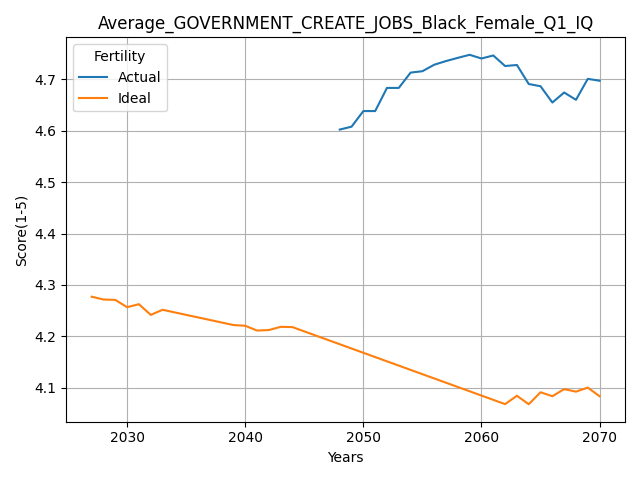 Average_GOVERNMENT_CREATE_JOBS_Black_Female_Q1_IQ
Fertility
Actual
Ideal
Score(1-5)
4.7
4.6
4.5
4.4
4.3
4.2
4.1
2030
2040
2050
2060
2070
Years